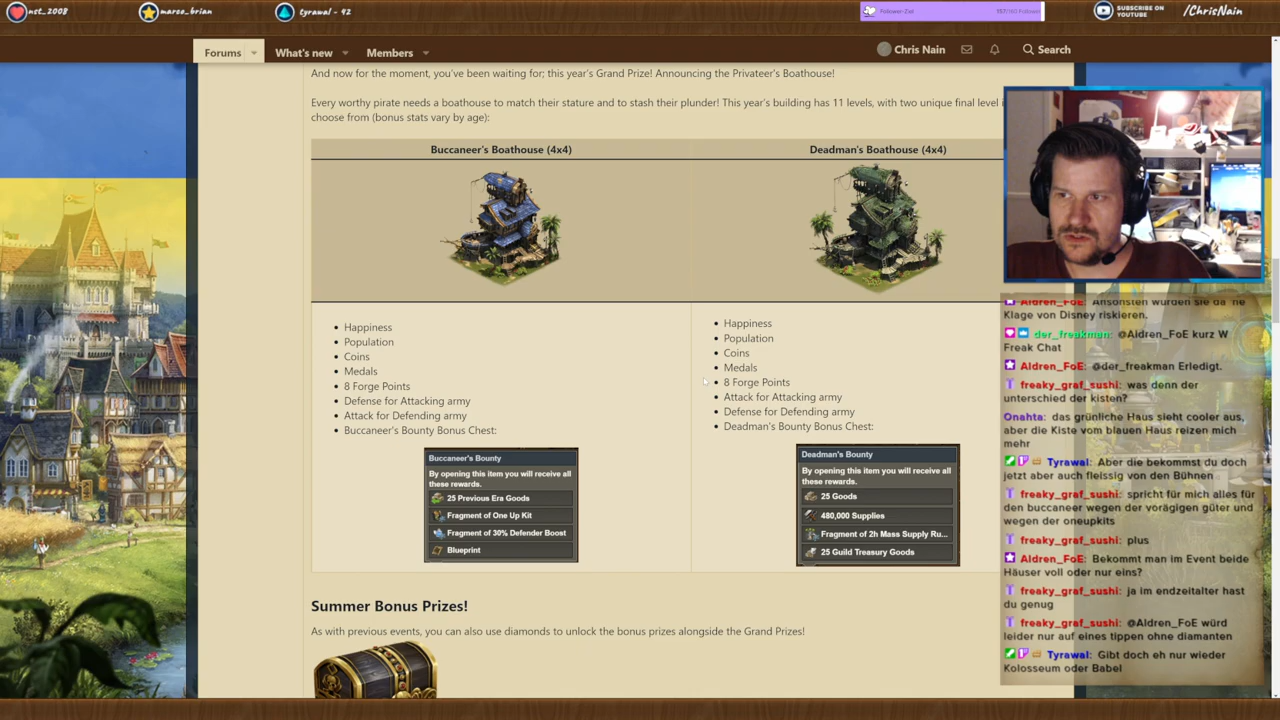 nst_2008
marco_brian
tyrawal - 42
Follower-Ziel
SUBSCRIBE ON
YOUTUBE
/ChrisNain
Forums
What's new
Members
Chris Nain
Search
And now for the moment, you've been waiting for; this year's Grand Prize! Announcing the Privateer's Boathouse!
Every worthy pirate needs a boathouse to match their stature and to stash their plunder! This year's building has 11 levels, with two unique final level
choose from (bonus stats vary by age):
Buccaneer's Boathouse (4x4)
Deadman's Boathouse (4x4)
Happiness
Population
Coins
Medals
8 Forge Points
Defense for Attacking army
Attack for Defending army
Buccaneer's Bounty Bonus Chest:
Buccaneer's Bounty
By opening this item you will receive all
these rewards.
25 Previous Era Goods
Fragment of One Up Kit
Fragment of 30% Defender Boost
Blueprint
Happiness
Population
Coins
Medals
8 Forge Points
Attack for Attacking army
Defense for Defending army
Deadman's Bounty Bonus Chest:
Deadman's Bounty
By opening this item you will receive all
these rewards.
25 Goods
480,000 Supplies
Fragment of 2h Mass Supply Ru...
25 Guild Treasury Goods
Summer Bonus Prizes!
As with previous events, you can also use diamonds to unlock the bonus prizes alongside the Grand Prizes!
Aldren_FoE: Ansonsten würden sie da 'ne
Klage von Disney riskieren.
der_freakman: @Aldren_FoE kurz W
Freak Chat
Aldren_FoE: @der_freakman Erledigt.
freaky_graf_sushi: was denn der
unterschied der kisten?
Onahta: das grünliche Haus sieht cooler aus,
aber die Kiste vom blauen Haus reizen mich
mehr
Tyrawal: Aber die bekommst du doch
jetzt aber auch fleissig von den Bühnen
freaky_graf_sushi: spricht für mich alles für
den buccaneer wegen der vorägigen güter und
wegen der oneupkits
freaky_graf_sushi: plus
Aldren_FoE: Bekommt man im Event beide
Häuser voll oder nur eins?
freaky_graf_sushi: ja im endzeitalter hast
du genug
freaky_graf_sushi: @Aldren_FoE würd
leider nur auf eines tippen ohne diamanten
Tyrawal: Gibt doch eh nur wieder
Kolosseum oder Babel